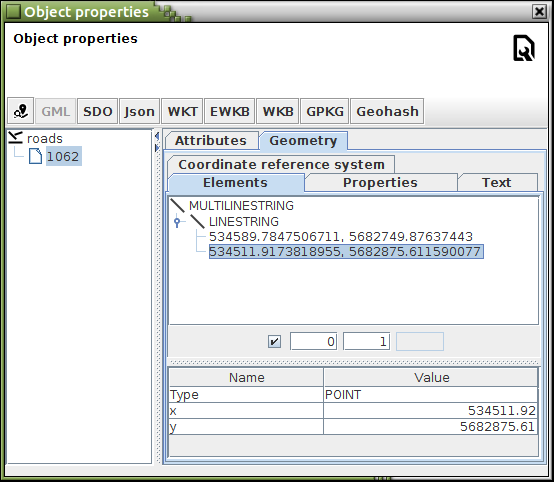 Object properties
Object properties
GML SDO Json WKT EWKB WKB GPKG Geohash
roads
1062
Attributes Geometry
Coordinate reference system
Elements Properties Text
MULTILINESTRING
LINESTRING
534589.7847506711, 5682749.87637443
534511.9173818955, 5682875.611590077
0 1
Name Value
Type POINT
x 534511.92
y 5682875.61